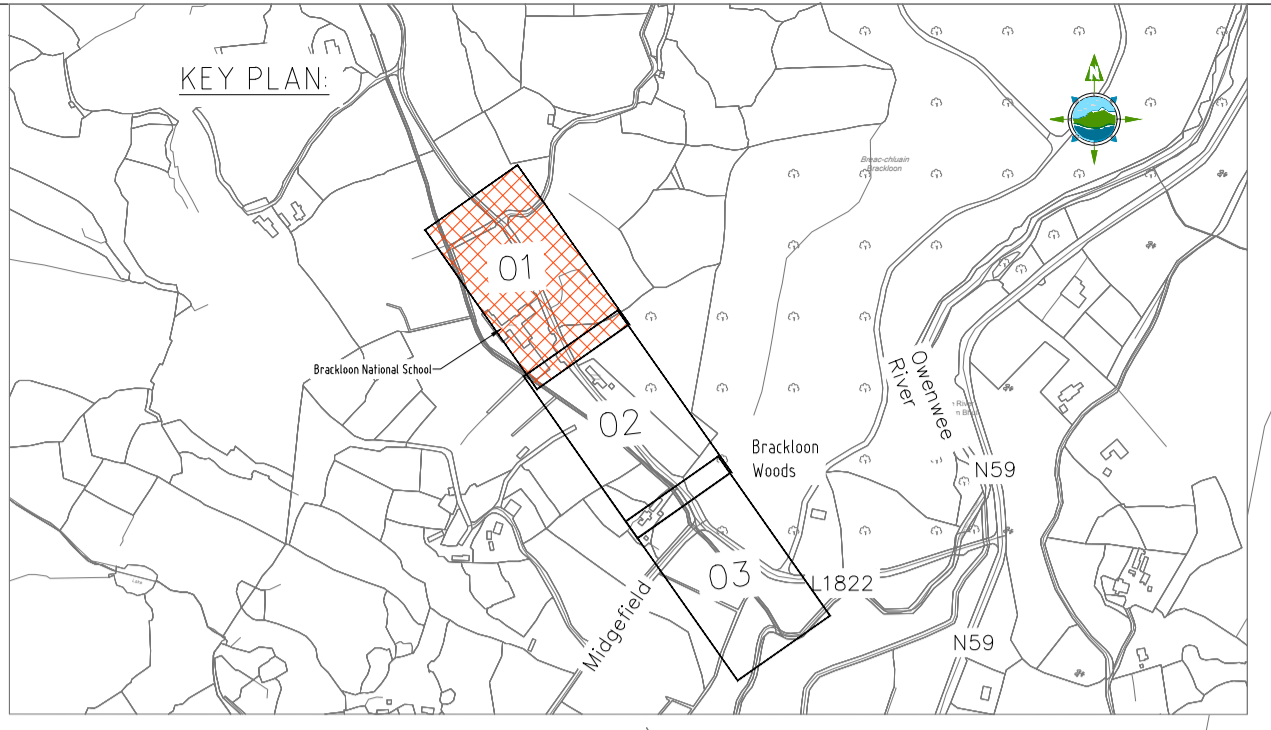 KEY PLAN:
N
Breac-chluain
Brackloon
01
Brackloon National School
Owenwee
River
02
Brackloon
Woods
N59
03
L1822
Midgefield
N59